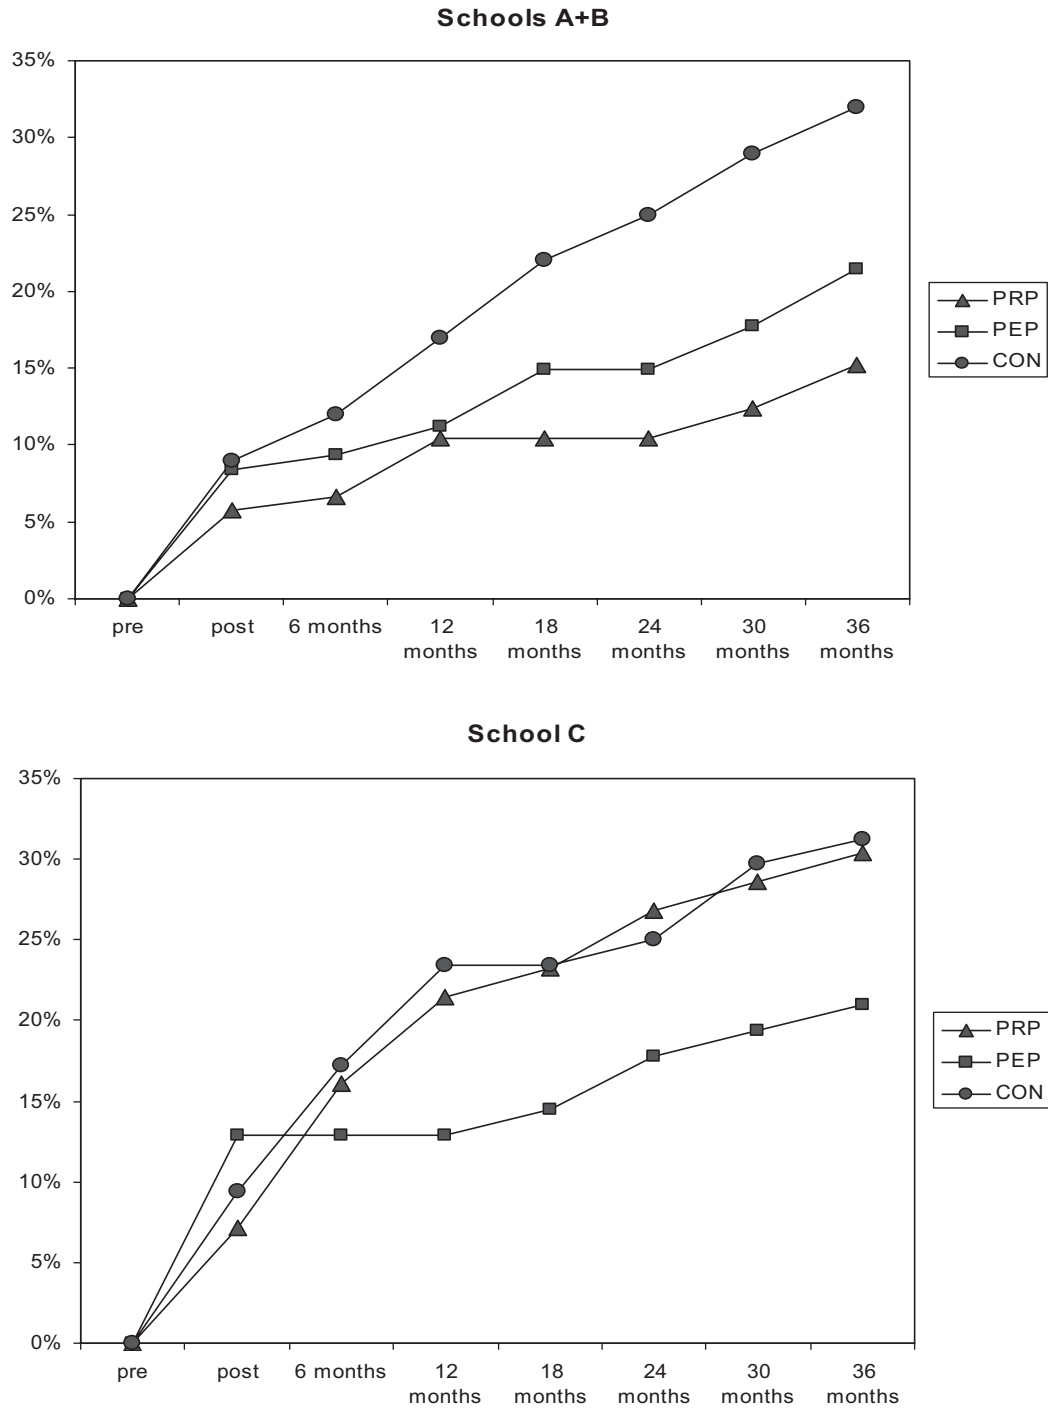 Schools A+B
35%
30%
25%
20%
15%
10%
5%
0%
pre
post
6 months
12
months
18
months
24
months
30
months
36
months
PRP
PEP
CON
School C
35%
30%
25%
20%
15%
10%
5%
0%
pre
post
6 months
12
months
18
months
24
months
30
months
36
months
PRP
PEP
CON